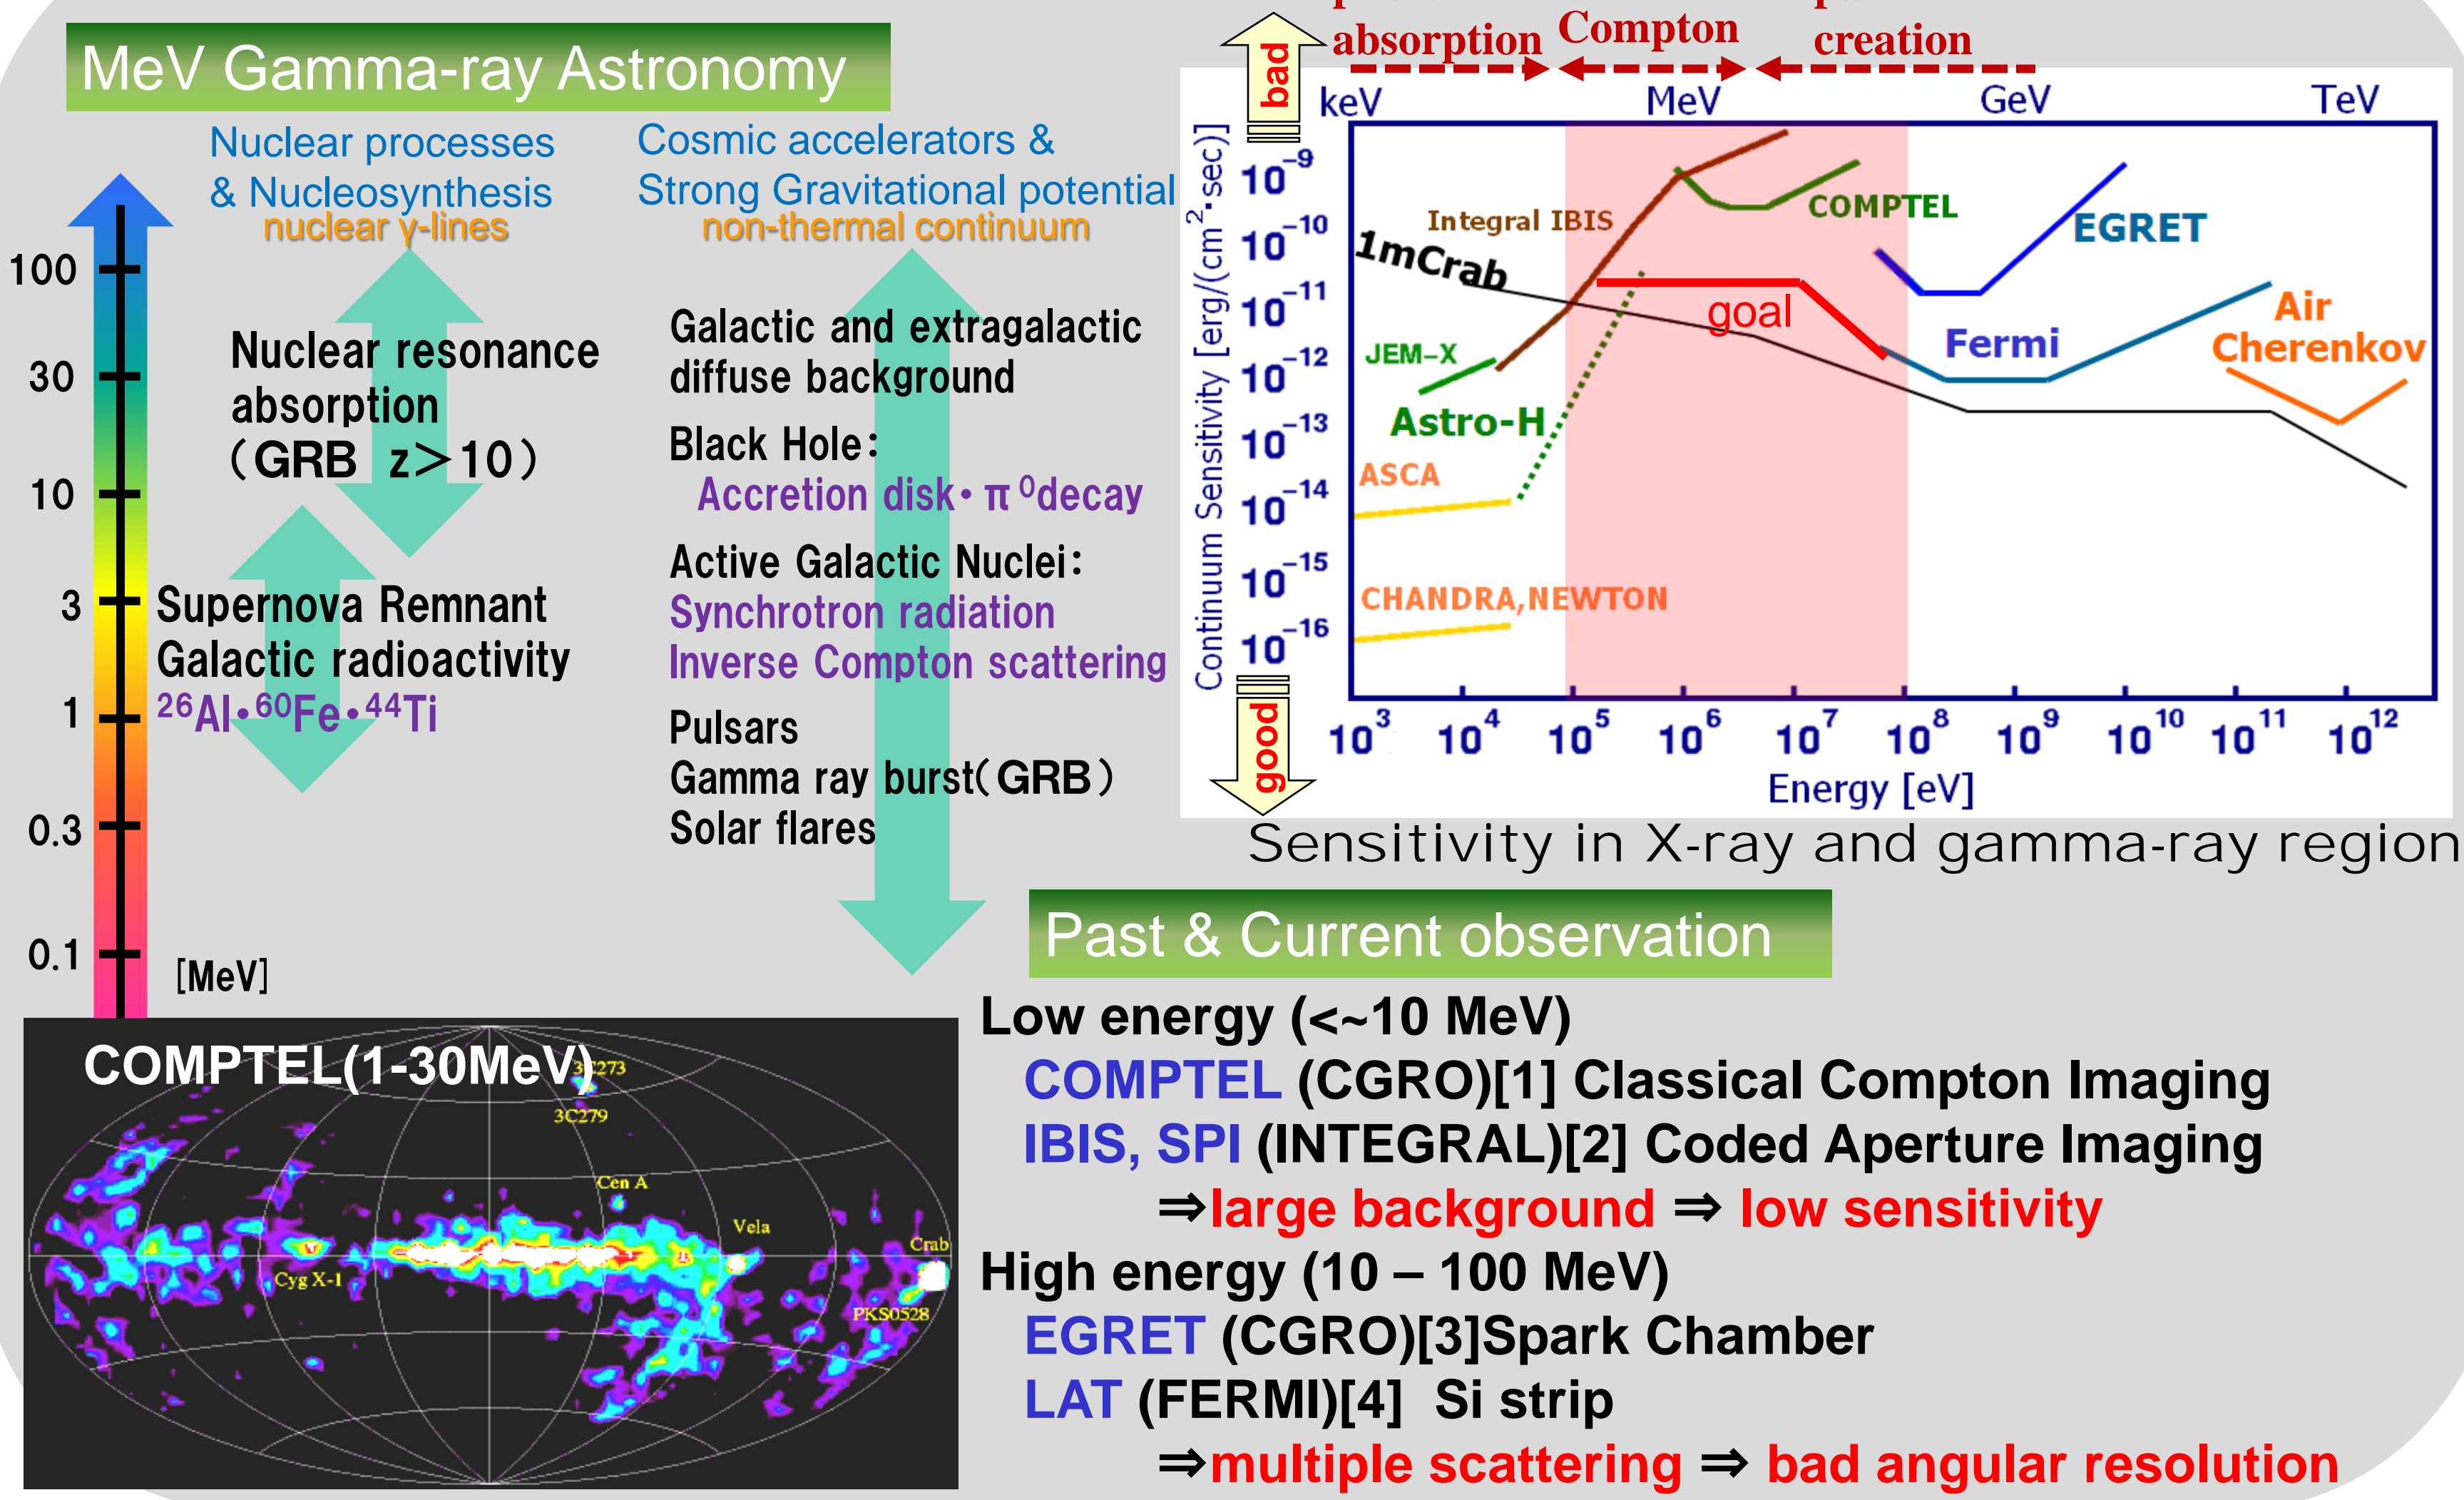 MeV Gamma-ray Astronomy
Nuclear processes
& Nucleosynthesis
nuclear γ-lines
Cosmic accelerators &
Strong Gravitational potential
non-thermal continuum
100
30
10
3
1
0.3
0.1
[MeV]
Nuclear resonance
absorption
(GRB z>10)
Supernova Remnant
Galactic radioactivity
²⁶Al・⁶⁰Fe・⁴⁴Ti
Galactic and extragalactic
diffuse background
Black Hole:
Accretion disk・π⁰decay
Active Galactic Nuclei:
Synchrotron radiation
Inverse Compton scattering
Pulsars
Gamma ray burst(GRB)
Solar flares
absorption Compton creation
bad
good
keV MeV GeV TeV
Continuum Sensitivity [erg/(cm²·sec)]
10⁻⁹
10⁻¹⁰
10⁻¹¹
10⁻¹²
10⁻¹³
10⁻¹⁴
10⁻¹⁵
10⁻¹⁶
Integral IBIS
COMPTEL
EGRET
1mCrab
goal
JEM-X
Fermi
Air
Cherenkov
Astro-H
ASCA
CHANDRA,NEWTON
10³ 10⁴ 10⁵ 10⁶ 10⁷ 10⁸ 10⁹ 10¹⁰ 10¹¹ 10¹²
Energy [eV]
Sensitivity in X-ray and gamma-ray region
COMPTEL(1-30MeV)
3C273
3C279
Cen A
Vela
Crab
Cyg X-1
PKS0528
Past & Current observation
Low energy (<~10 MeV)
COMPTEL (CGRO)[1] Classical Compton Imaging
IBIS, SPI (INTEGRAL)[2] Coded Aperture Imaging
⇒large background ⇒ low sensitivity
High energy (10 – 100 MeV)
EGRET (CGRO)[3]Spark Chamber
LAT (FERMI)[4] Si strip
⇒multiple scattering ⇒ bad angular resolution